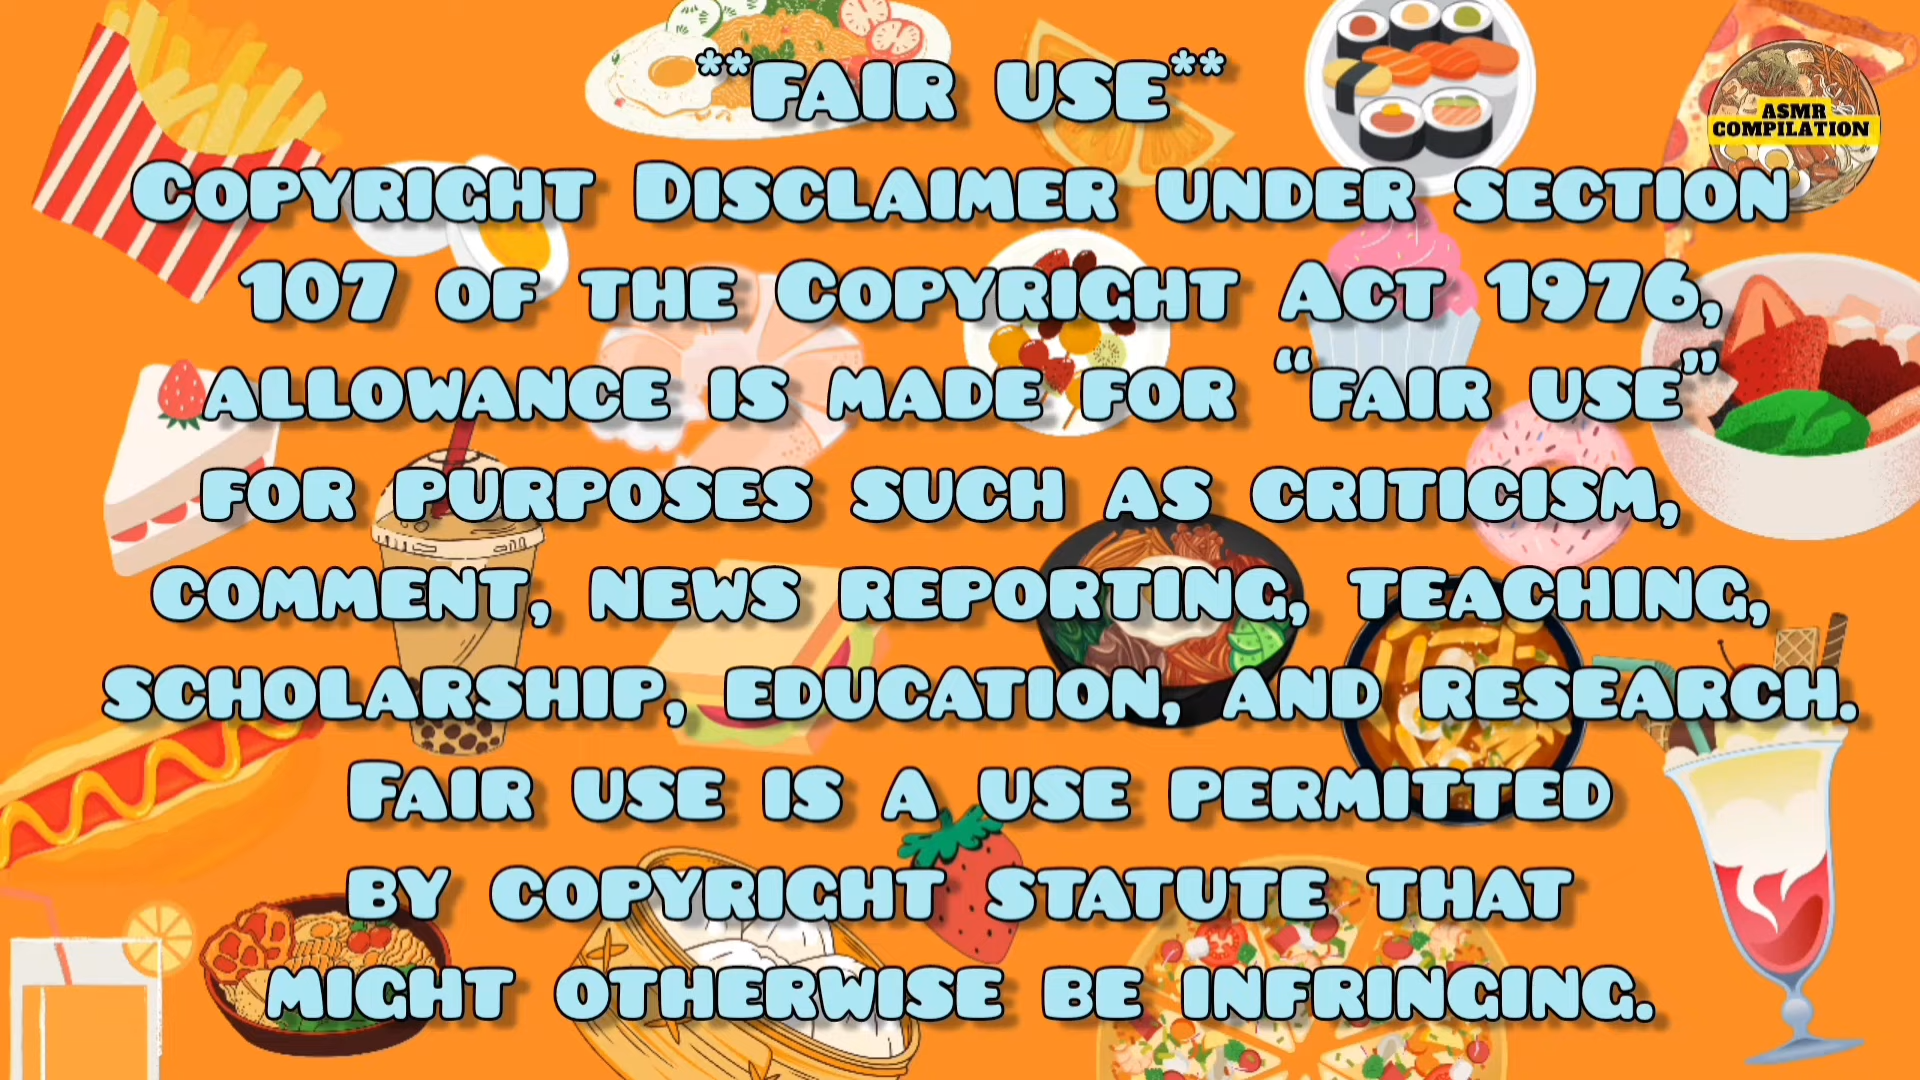 **FAIR USE**
COPYRIGHT DISCLAIMER UNDER SECTION
107 OF THE COPYRIGHT ACT 1976,
ALLOWANCE IS MADE FOR “FAIR USE”
FOR PURPOSES SUCH AS CRITICISM,
COMMENT, NEWS REPORTING, TEACHING,
SCHOLARSHIP, EDUCATION, AND RESEARCH.
FAIR USE IS A USE PERMITTED
BY COPYRIGHT STATUTE THAT
MIGHT OTHERWISE BE INFRINGING.
ASMR
COMPILATION